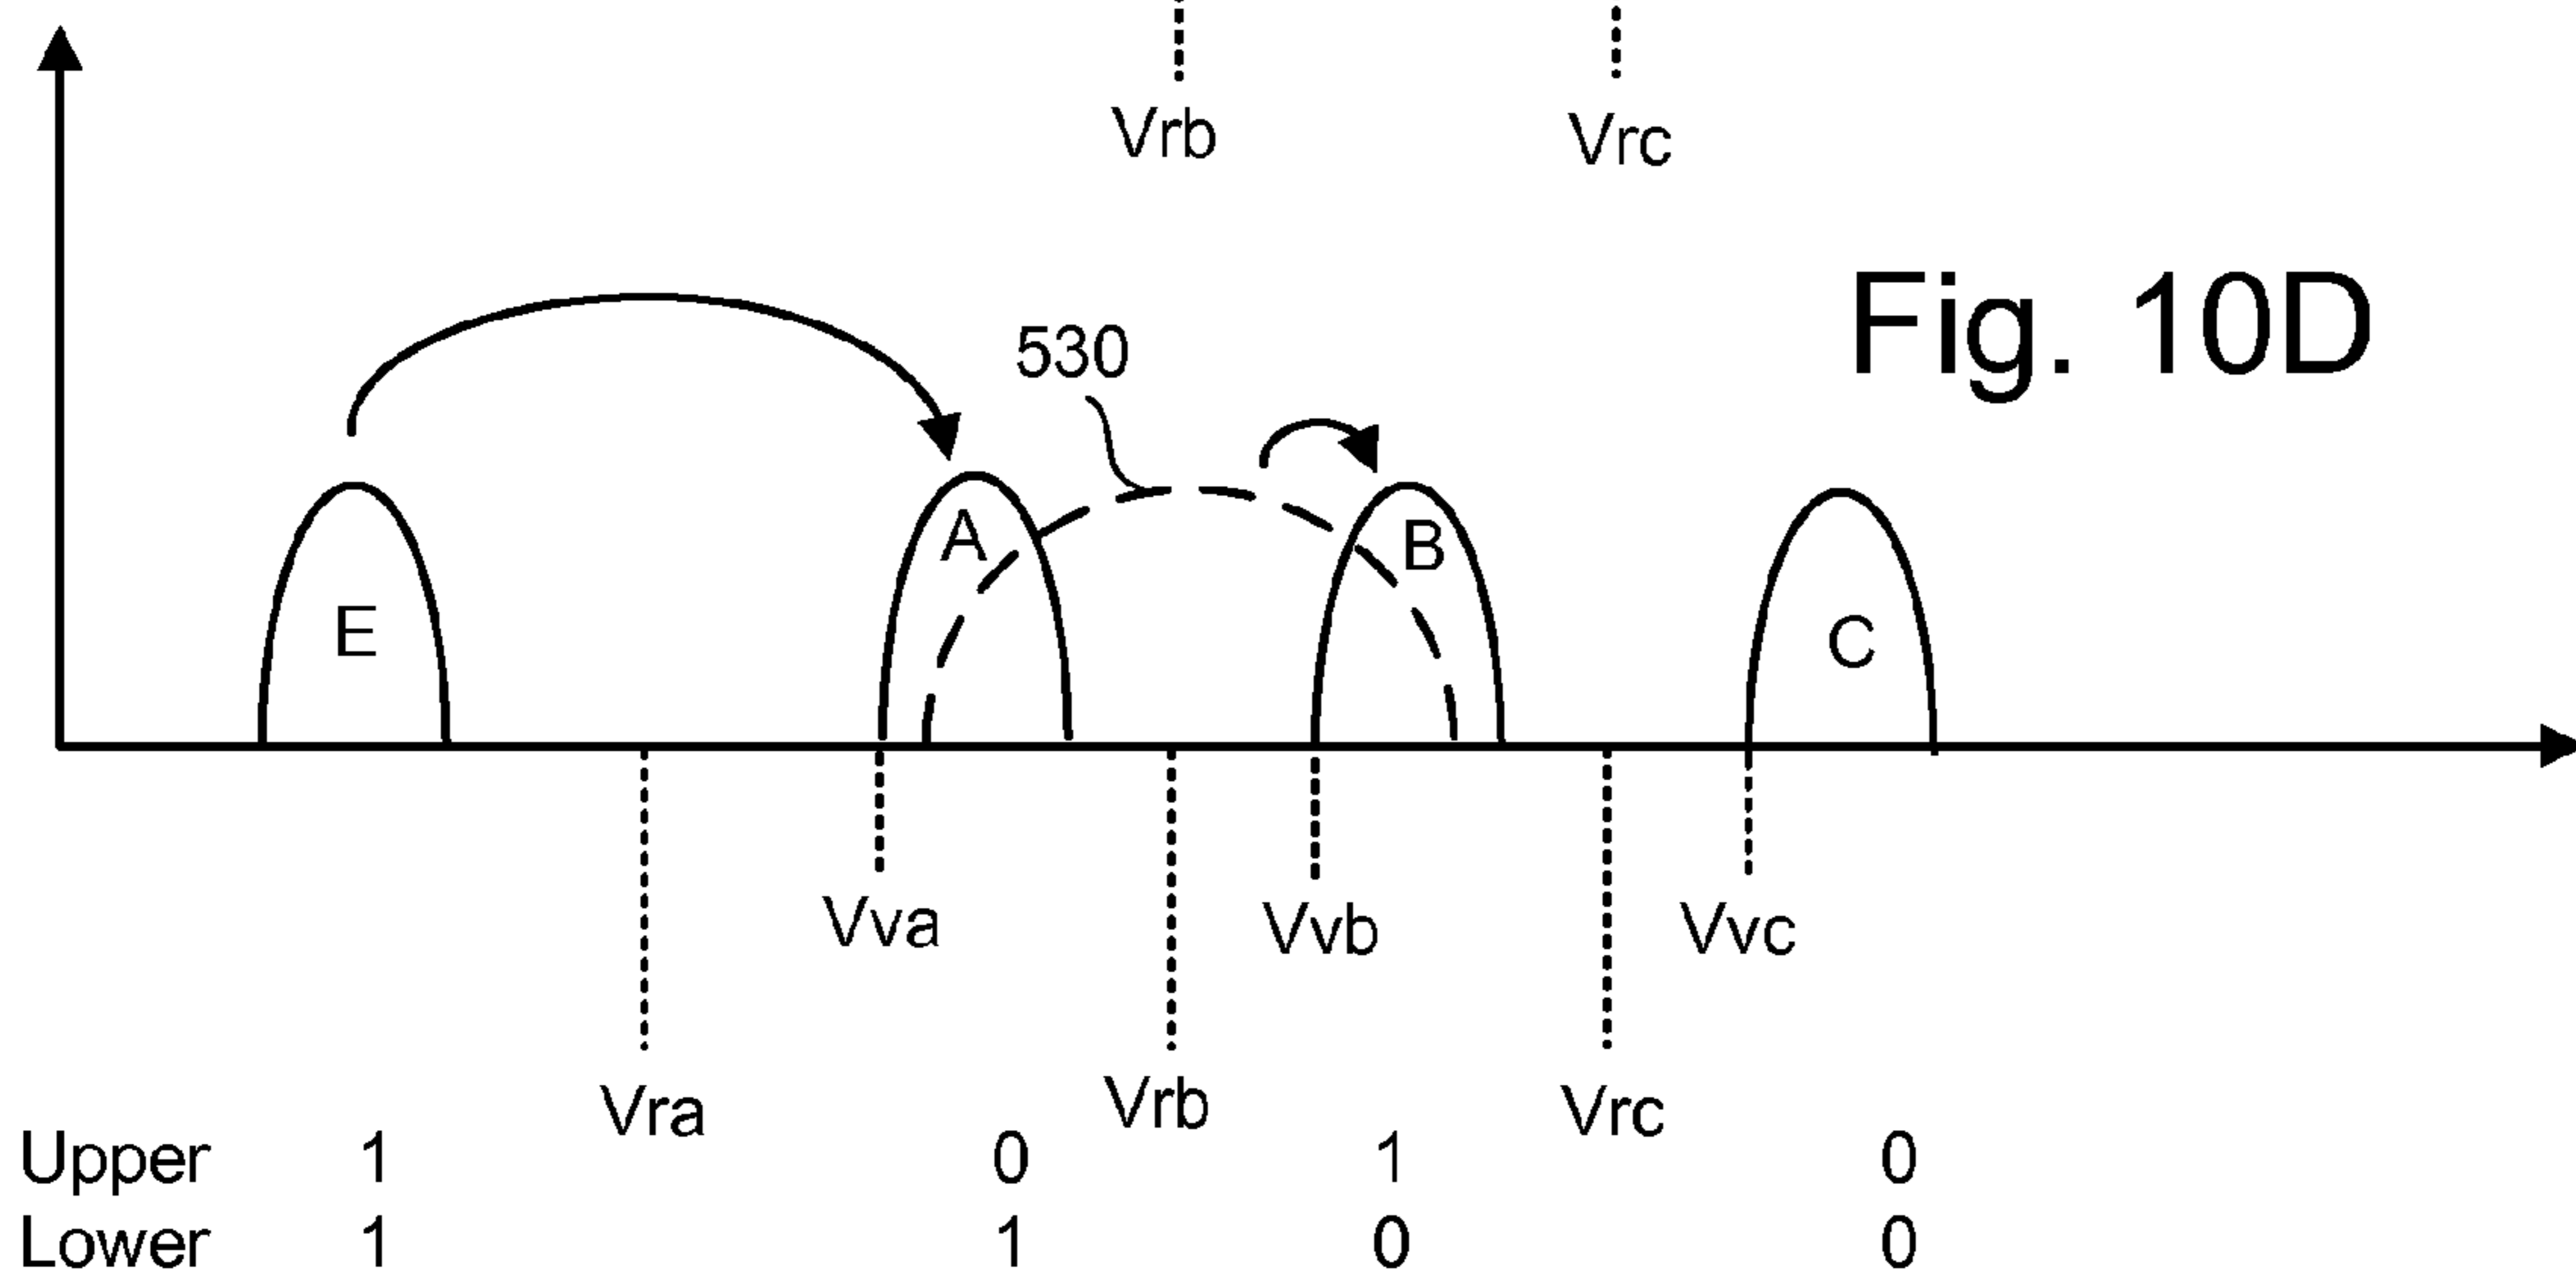 Vrb Vrc
Fig. 10D
530
A B
E C
Vva Vvb Vvc
Vra Vrb Vrc
Upper 1 0 1 0
Lower 1 1 0 0